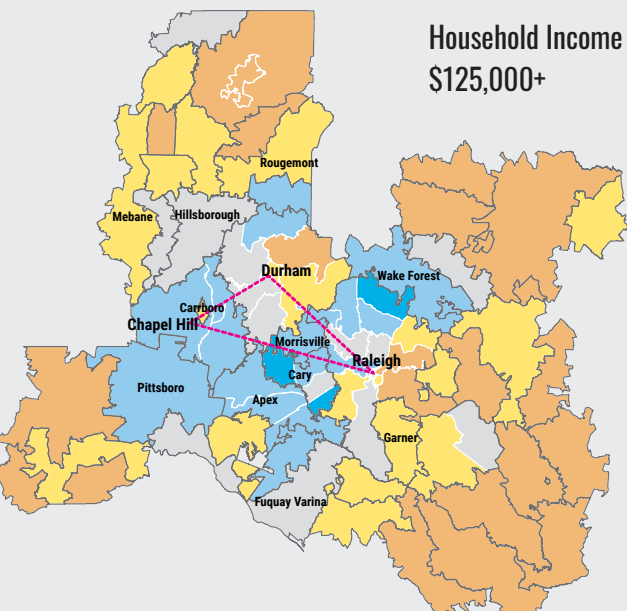 Household Income
$125,000+
Rougemont
Mebane
Hillsborough
Durham
Wake Forest
Carrboro
Chapel Hill
Morrisville
Raleigh
Cary
Pittsboro
Apex
Garner
Fuquay Varina